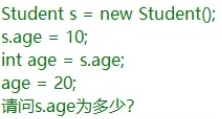 Student s = new Student();
s.age = 10;
int age = s.age;
age = 20;
请问s.age为多少?